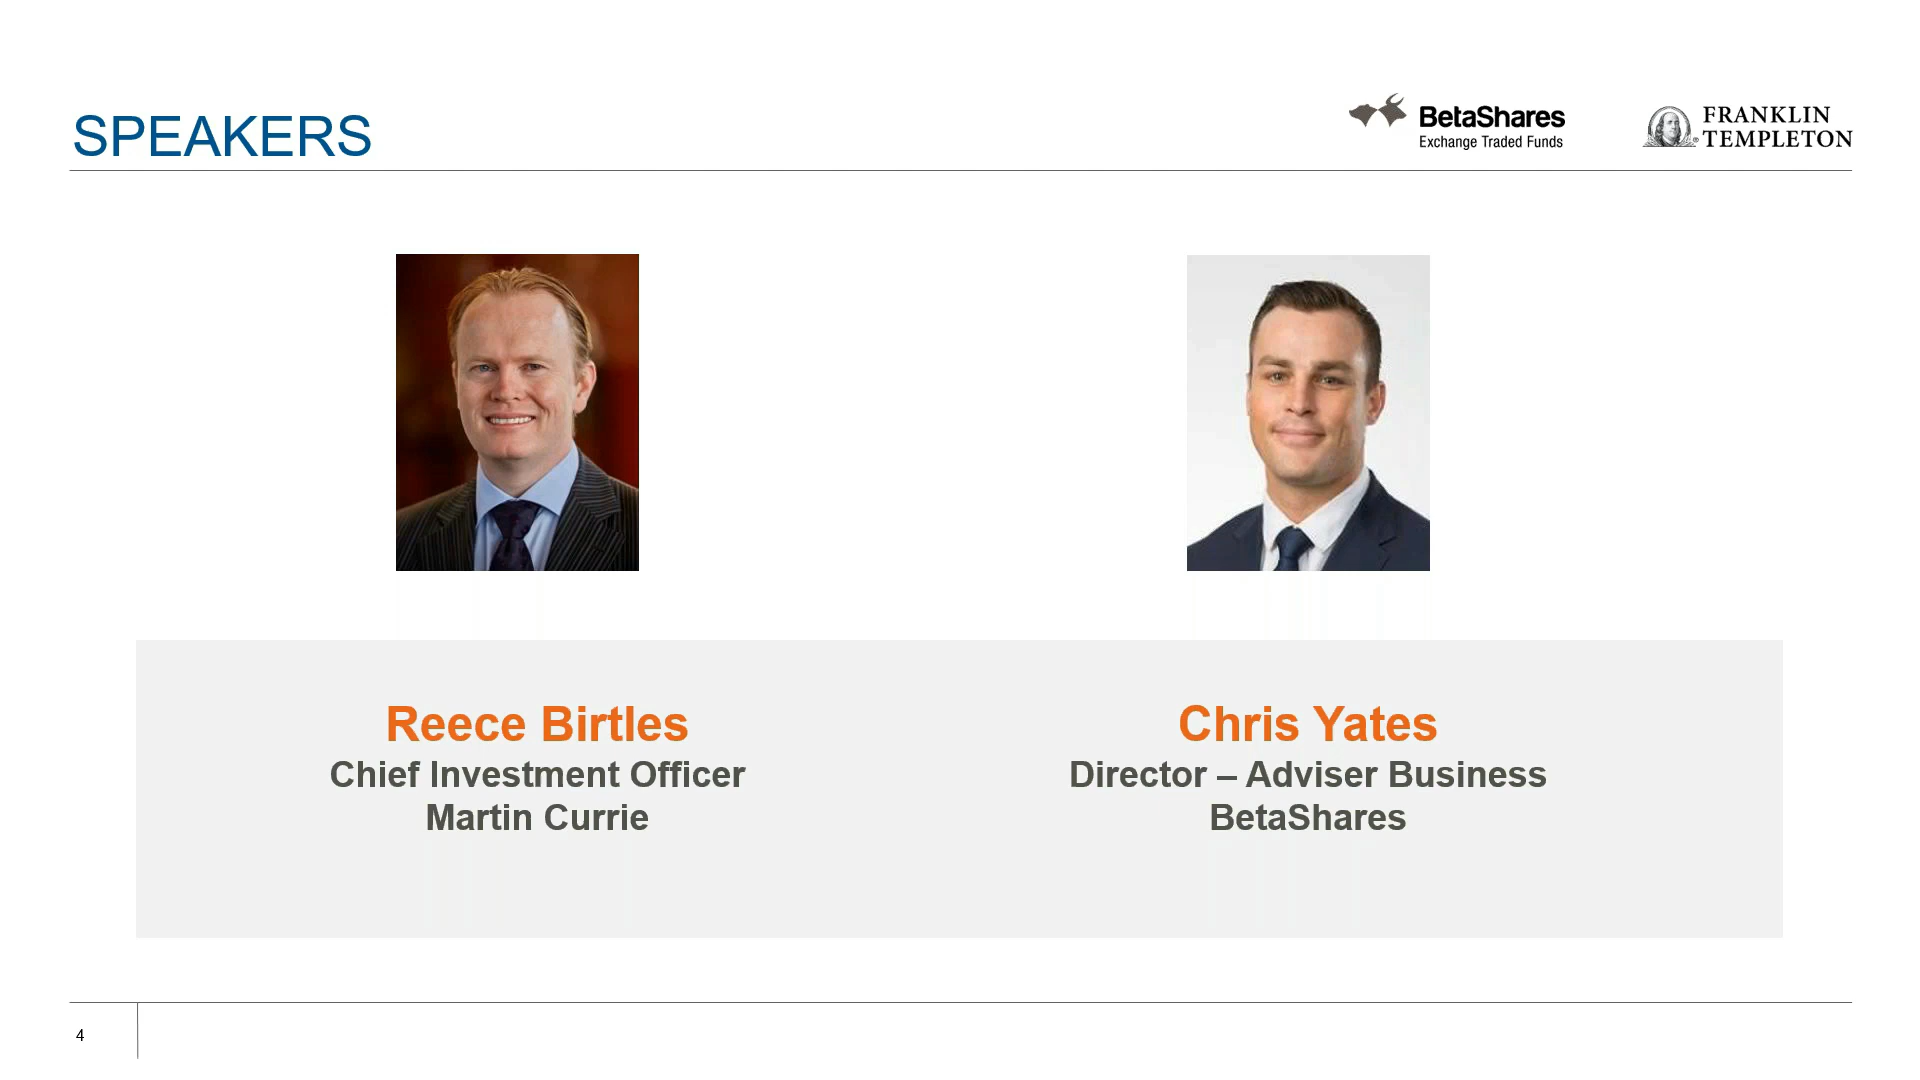 SPEAKERS
BetaShares
Exchange Traded Funds
FRANKLIN
TEMPLETON
Reece Birtles
Chief Investment Officer
Martin Currie
Chris Yates
Director – Adviser Business
BetaShares
4